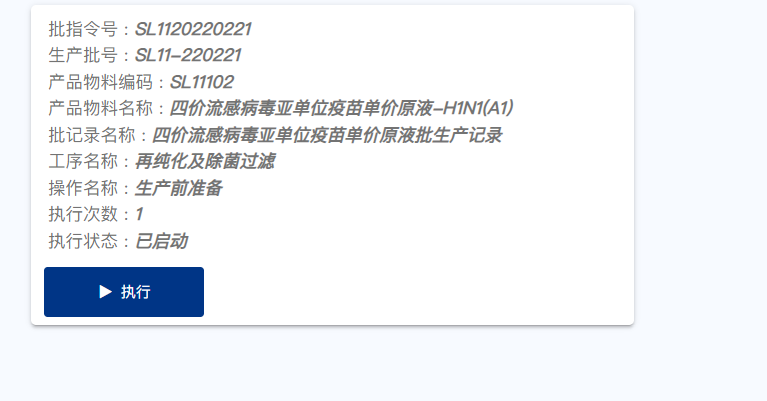 批指令号：SL1120220221
生产批号：SL11-220221
产品物料编码：SL11102
产品物料名称：四价流感病毒亚单位疫苗单价原液-H1N1(A1)
批记录名称：四价流感病毒亚单位疫苗单价原液批生产记录
工序名称：再纯化及除菌过滤
操作名称：生产前准备
执行次数：1
执行状态：已启动
执行